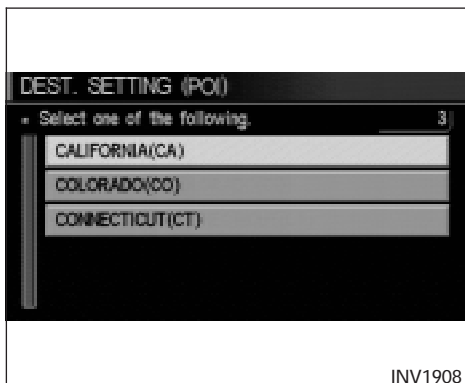 DEST. SETTING (POI)
Select one of the following. 3
CALIFORNIA(CA)
COLORADO(CO)
CONNECTICUT(CT)
INV1908